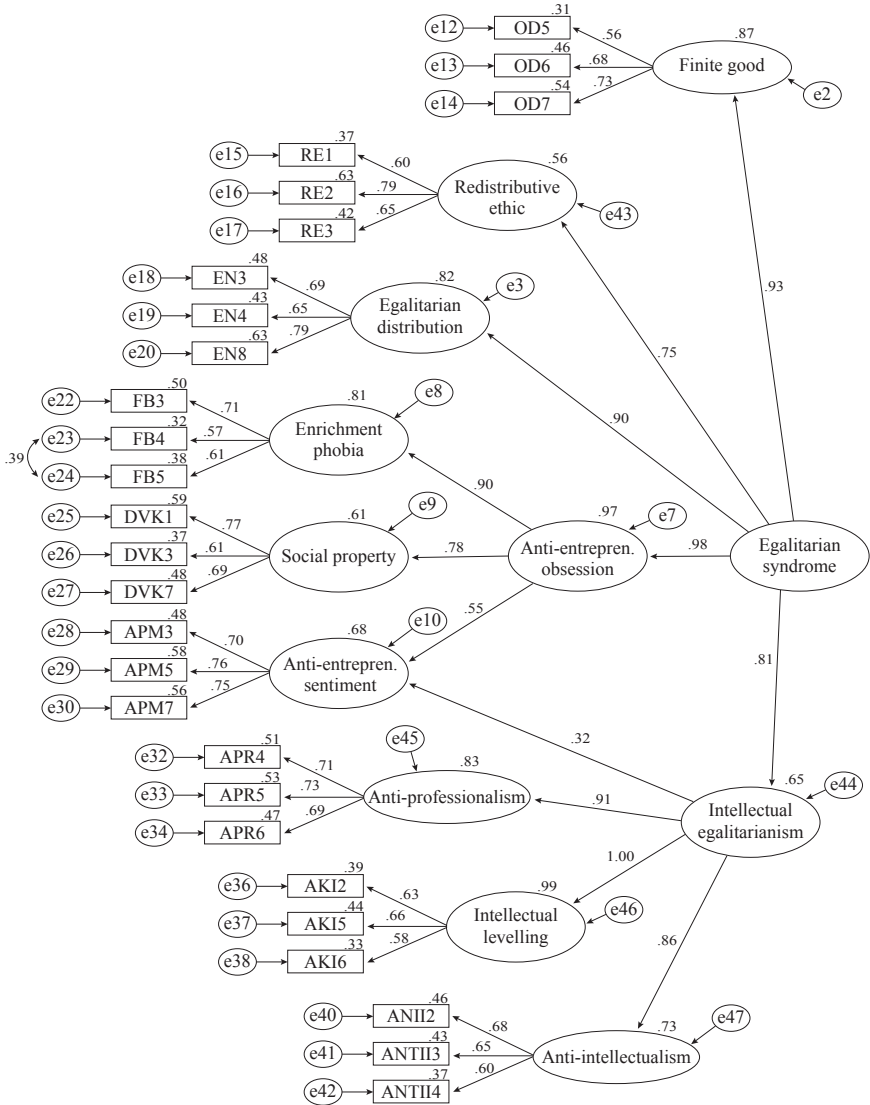 .31
e12 OD5 .56 .87
.46
e13 OD6 .68 Finite good
.54
e14 OD7 .73 e2
.37
e15 RE1 .60 .56
.63
e16 RE2 .79 Redistributive
ethic
.42
e17 RE3 .65 e43
.48
e18 EN3 .69 .82 e3 .93
.43
e19 EN4 .65 Egalitarian
distribution
.63
e20 EN8 .79 .75
.50
e22 FB3 .71 .81 e8 .90
.32
e23 FB4 .57 Enrichment
phobia
.39
.38
e24 FB5 .61 .90
.59
e25 DVK1 .77 .61 e9 .97 e7
.37
e26 DVK3 .61 Social property .78 Anti-entrepren.
obsession .98 Egalitarian
syndrome
.48
e27 DVK7 .69
.48
e28 APM3 .70 .68 e10 .55
.58
e29 APM5 .76 Anti-entrepren.
sentiment .81
.56
e30 APM7 .75
.51
e32 APR4 .71 e45 .83 .32
.53
e33 APR5 .73 Anti-professionalism .91 .65 e44
.47
e34 APR6 .69 Intellectual
egalitarianism
.39
e36 AKI2 .63 .99 1.00
.44
e37 AKI5 .66 Intellectual
levelling e46
.33
e38 AKI6 .58 .86
.46
e40 ANII2 .68 .73 e47
.43
e41 ANTII3 .65 Anti-intellectualism
.37
e42 ANTII4 .60